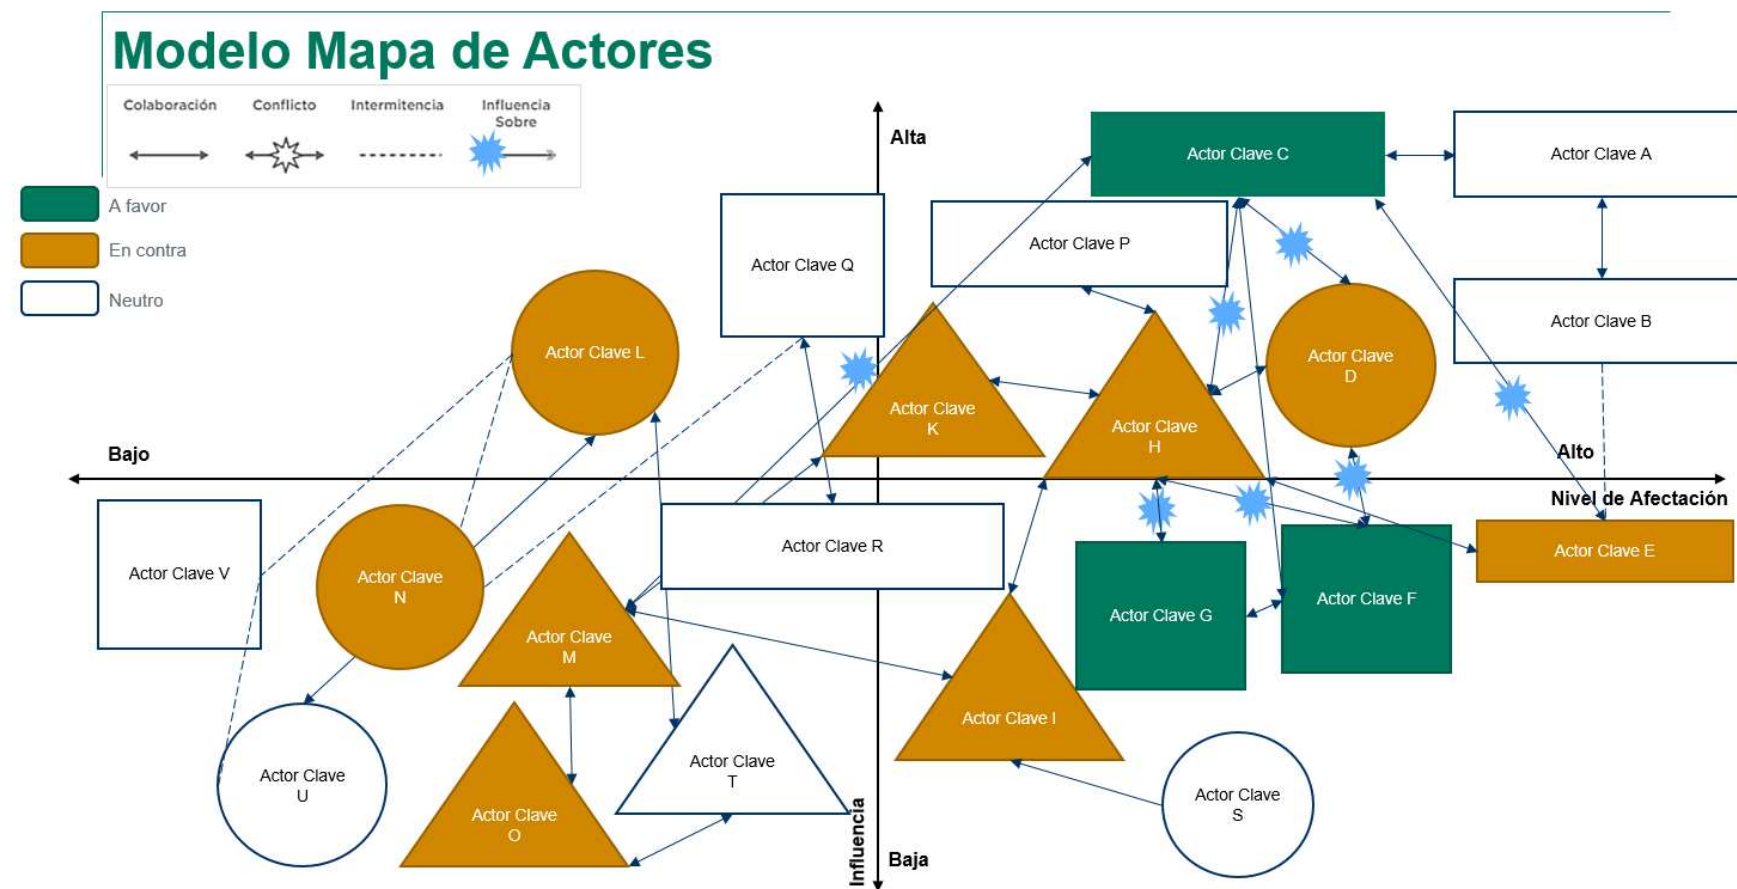 Modelo Mapa de Actores
Colaboración
Conflicto
Intermitencia
Influencia
Sobre
A favor
En contra
Neutro
Alta
Actor Clave C
Actor Clave A
Actor Clave P
Actor Clave Q
Actor Clave B
Actor Clave L
Actor Clave
D
Actor Clave
K
Actor Clave
H
Bajo
Alto
Nivel de Afectación
Actor Clave R
Actor Clave E
Actor Clave V
Actor Clave
N
Actor Clave F
Actor Clave G
Actor Clave
M
Actor Clave I
Actor Clave
T
Actor Clave
U
Actor Clave
S
Actor Clave
O
Influencia
Baja